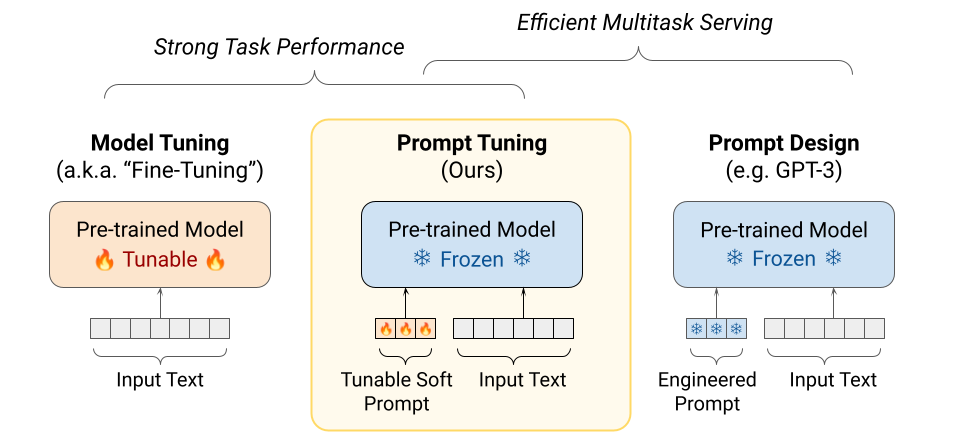 Efficient Multitask Serving
Strong Task Performance
Model Tuning
(a.k.a. “Fine-Tuning”)
Pre-trained Model
🔥 Tunable 🔥
Input Text
Prompt Tuning
(Ours)
Pre-trained Model
❄ Frozen ❄
Tunable Soft
Prompt
Input Text
Prompt Design
(e.g. GPT-3)
Pre-trained Model
❄ Frozen ❄
Engineered
Prompt
Input Text